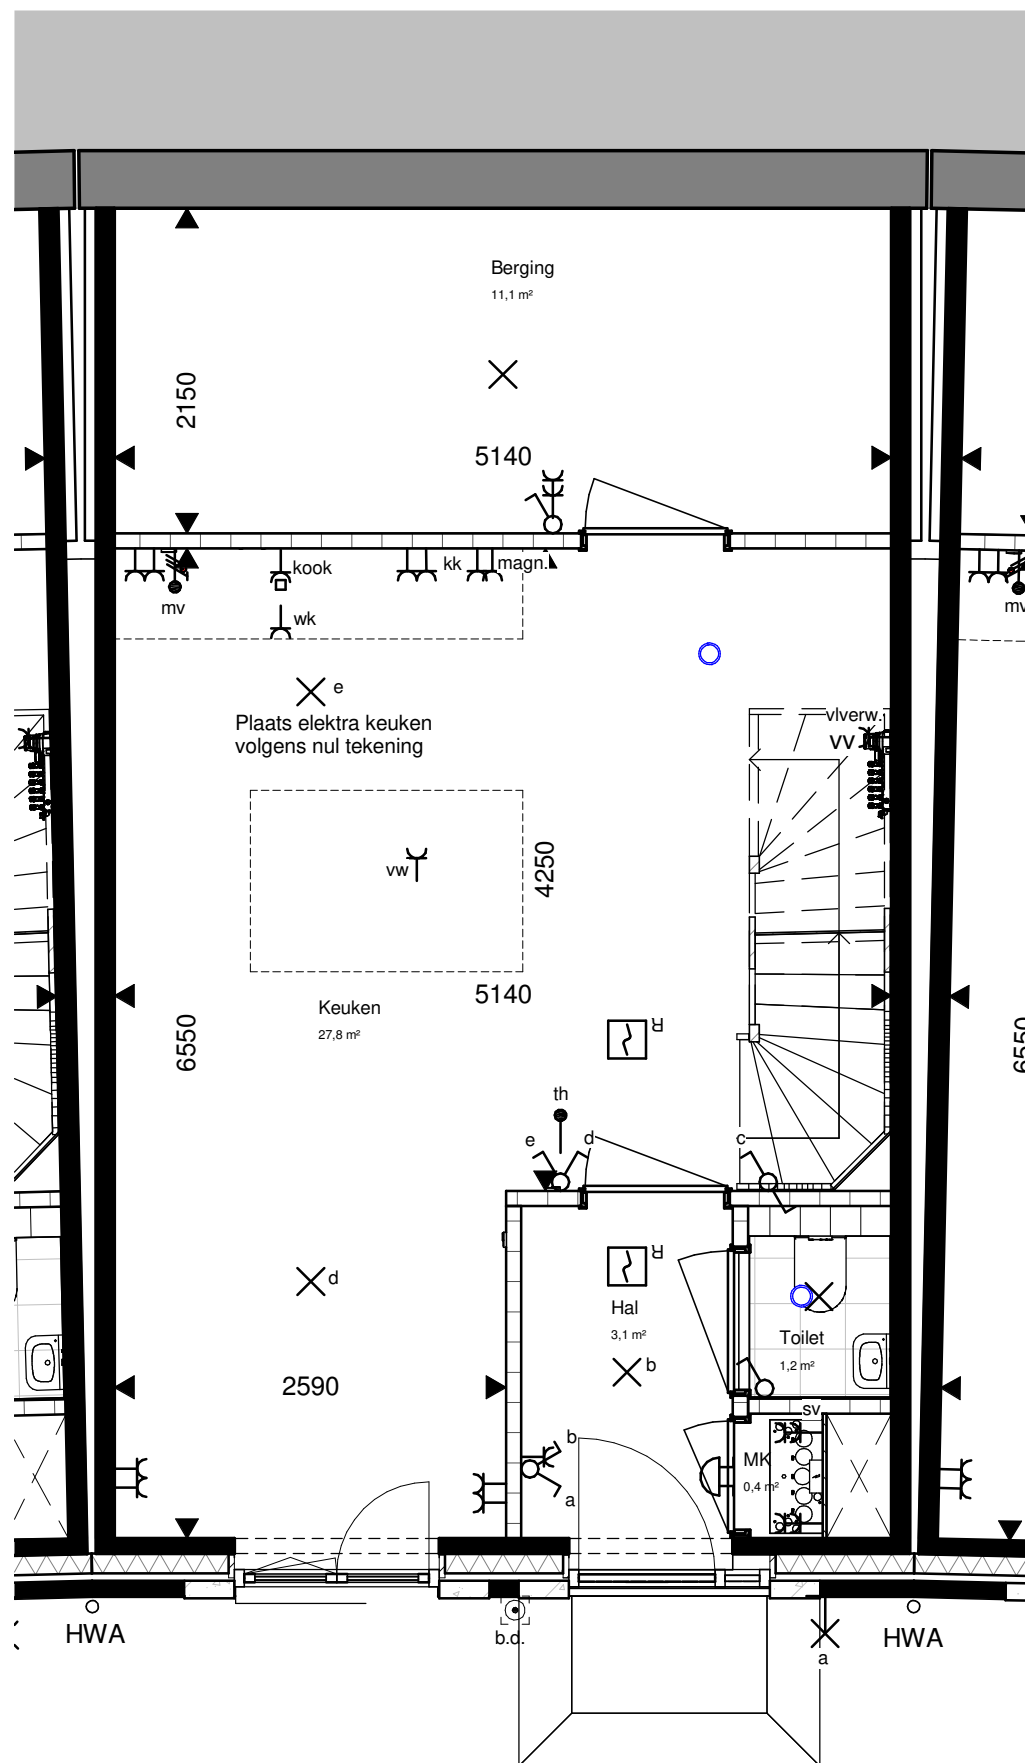 Berging
11,1 m²
2150
5140
mv
kook
wk
kk
magn.
mv
e
Plaats elektra keuken
volgens nul tekening
vlverw.
VV
vw
4250
5140
Keuken
27,8 m²
6550
6550
R
th
e
d
c
R
Hal
3,1 m²
d
b
Toilet
1,2 m²
2590
sv
b
a
MK
0,4 m²
HWA
b.d.
a
HWA